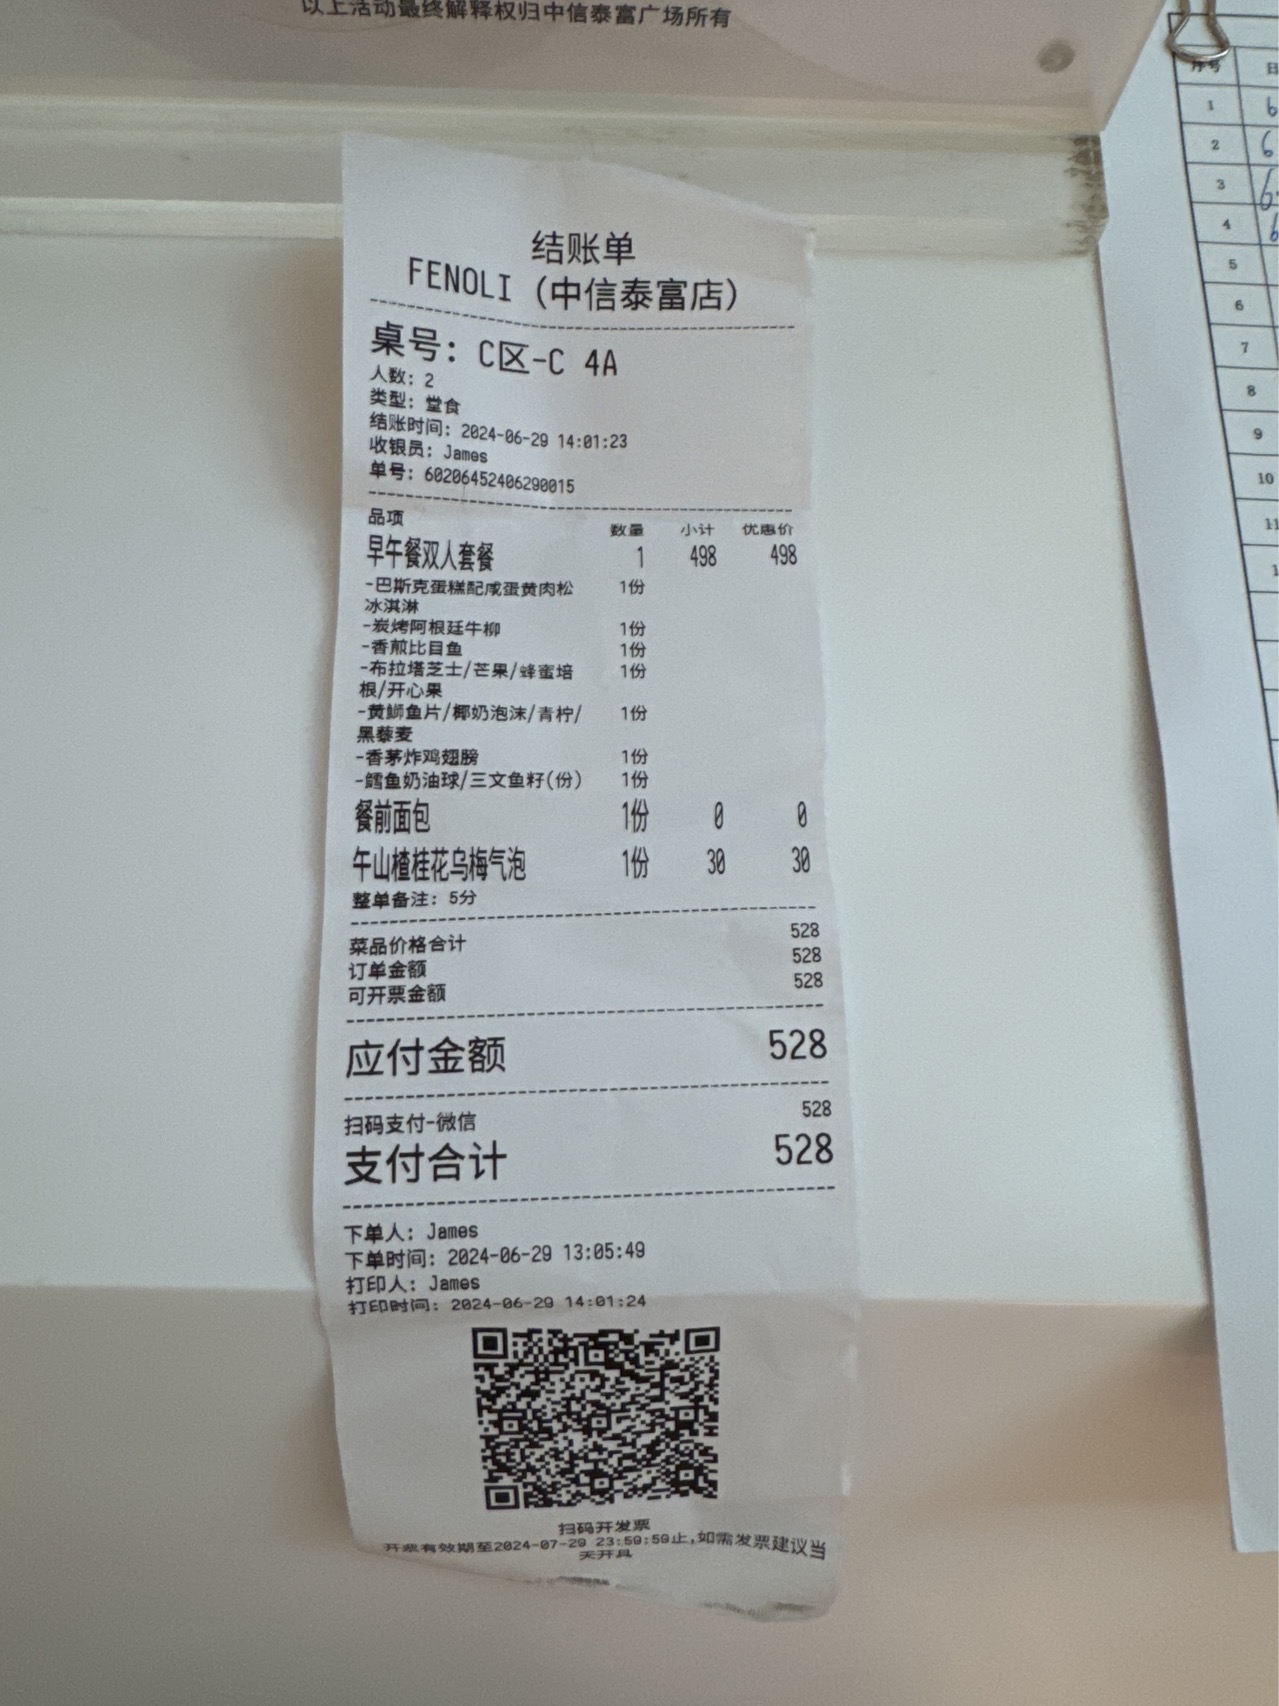 以上活动最终解释权归中信泰富广场所有
结账单
FENOLI（中信泰富店）
桌号：C区-C 4A
人数：2
类型：堂食
结账时间：2024-06-29 14:01:23
收银员：James
单号：60206452406290015
品项 数量 小计 优惠价
早午餐双人套餐 1 498 498
-巴斯克蛋糕配咸蛋黄肉松 1份
冰淇淋
-炭烤阿根廷牛柳 1份
-香煎比目鱼 1份
-布拉塔芝士/芒果/蜂蜜培 1份
根/开心果
-黄鰤鱼片/椰奶泡沫/青柠/ 1份
黑藜麦
-香茅炸鸡翅膀 1份
-鳕鱼奶油球/三文鱼籽(份) 1份
餐前面包 1份 0 0
午山楂桂花乌梅气泡 1份 30 30
整单备注：5分
菜品价格合计 528
订单金额 528
可开票金额 528
应付金额 528
扫码支付-微信 528
支付合计 528
下单人：James
下单时间：2024-06-29 13:05:49
打印人：James
打印时间：2024-06-29 14:01:24
扫码开发票
开票有效期至2024-07-29 23:59:59止,如需发票建议当
天开具
序号 日
1 6
2 6
3 6
4 6
5
6
7
8
9
10
11
1